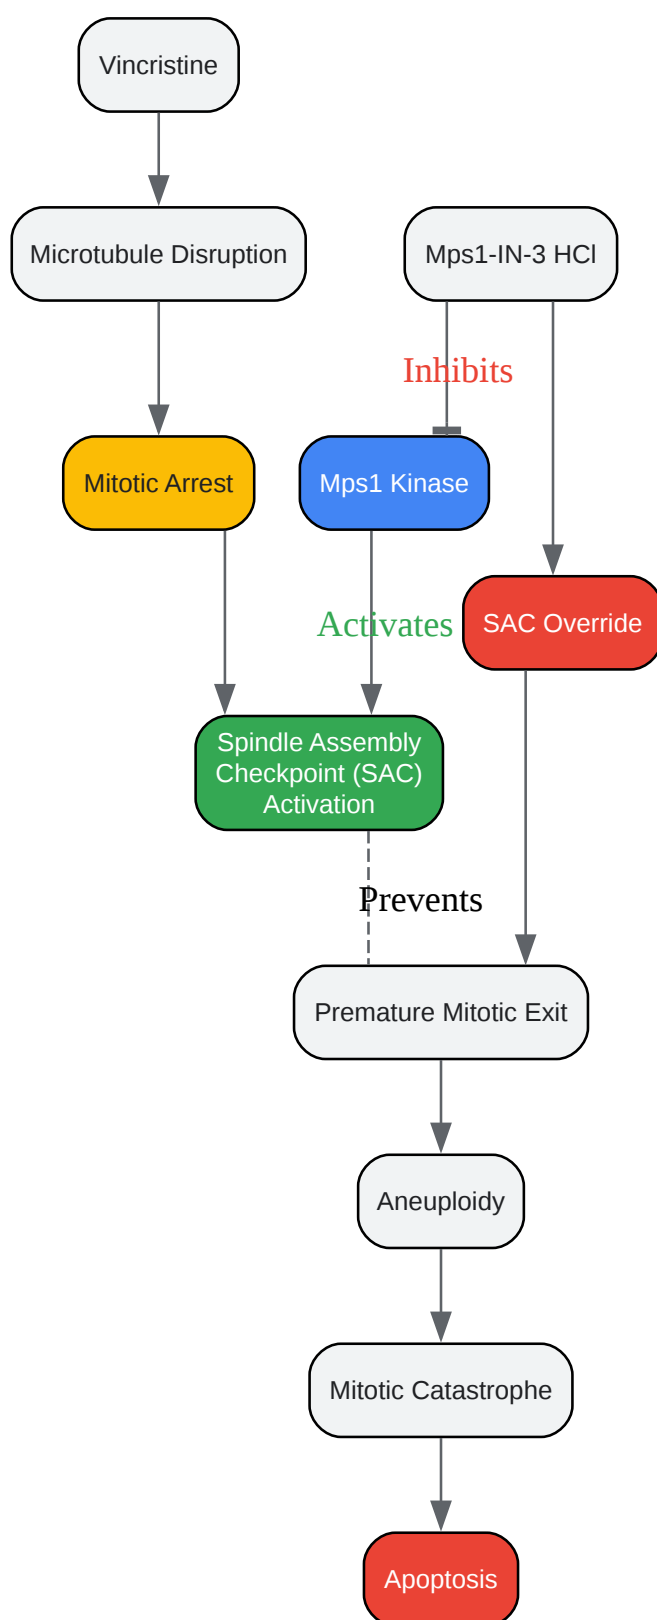 Vincristine
Microtubule Disruption
Mps1-IN-3 HCl
Inhibits
Mitotic Arrest
Mps1 Kinase
Activates
SAC Override
Spindle Assembly
Checkpoint (SAC)
Activation
Prevents
Premature Mitotic Exit
Aneuploidy
Mitotic Catastrophe
Apoptosis